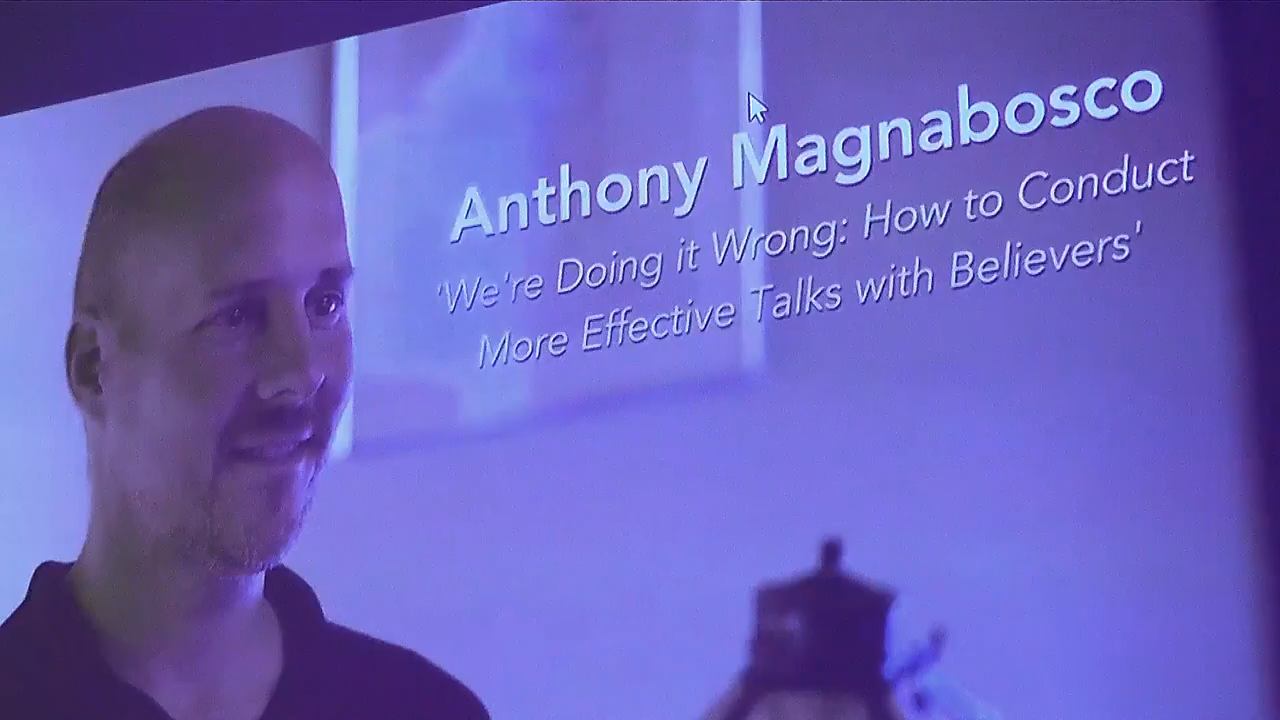 Anthony Magnabosco
'We're Doing it Wrong: How to Conduct
More Effective Talks with Believers'